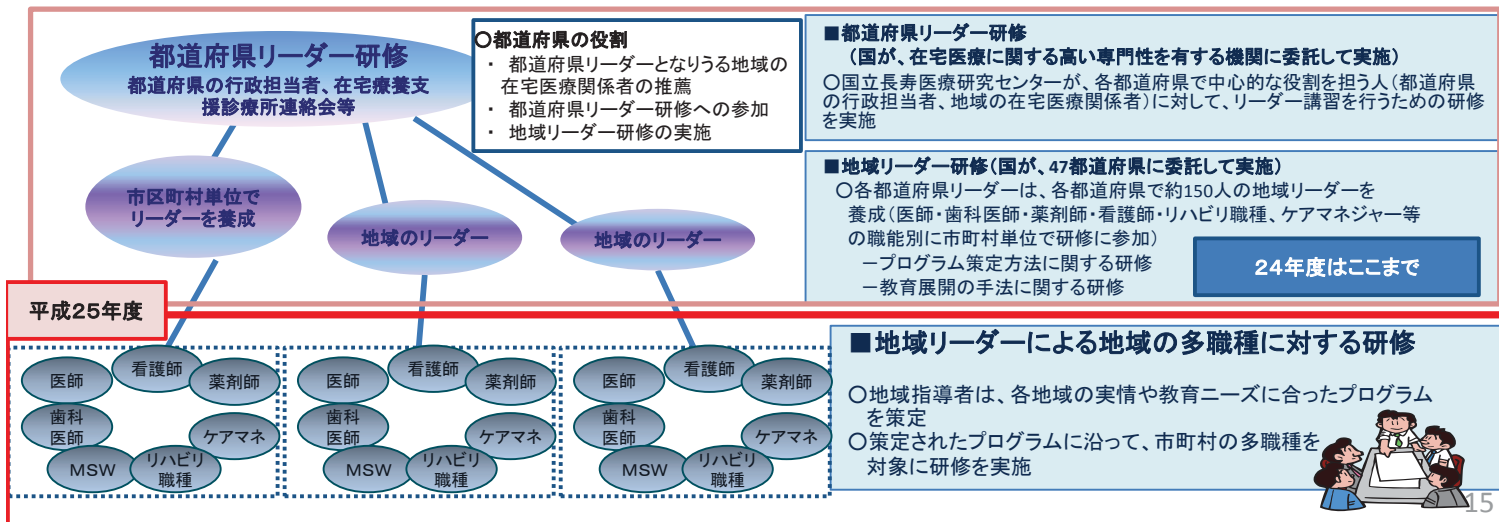 都道府県リーダー研修
都道府県の行政担当者、在宅療養支
援診療所連絡会等
○都道府県の役割
・ 都道府県リーダーとなりうる地域の
在宅医療関係者の推薦
・ 都道府県リーダー研修への参加
・ 地域リーダー研修の実施
■都道府県リーダー研修
（国が、在宅医療に関する高い専門性を有する機関に委託して実施）
○国立長寿医療研究センターが、各都道府県で中心的な役割を担う人（都道府県
の行政担当者、地域の在宅医療関係者）に対して、リーダー講習を行うための研修
を実施
市区町村単位で
リーダーを養成
地域のリーダー
地域のリーダー
■地域リーダー研修（国が、47都道府県に委託して実施）
○各都道府県リーダーは、各都道府県で約150人の地域リーダーを
養成（医師・歯科医師・薬剤師・看護師・リハビリ職種、ケアマネジャー等
の職能別に市町村単位で研修に参加）
－プログラム策定方法に関する研修
－教育展開の手法に関する研修
２４年度はここまで
平成２５年度
医師
看護師
薬剤師
歯科
医師
ケアマネ
ＭＳＷ
リハビリ
職種
医師
看護師
薬剤師
歯科
医師
ケアマネ
ＭＳＷ
リハビリ
職種
医師
看護師
薬剤師
歯科
医師
ケアマネ
ＭＳＷ
リハビリ
職種
■地域リーダーによる地域の多職種に対する研修
○地域指導者は、各地域の実情や教育ニーズに合ったプログラム
を策定
○策定されたプログラムに沿って、市町村の多職種を
対象に研修を実施
15